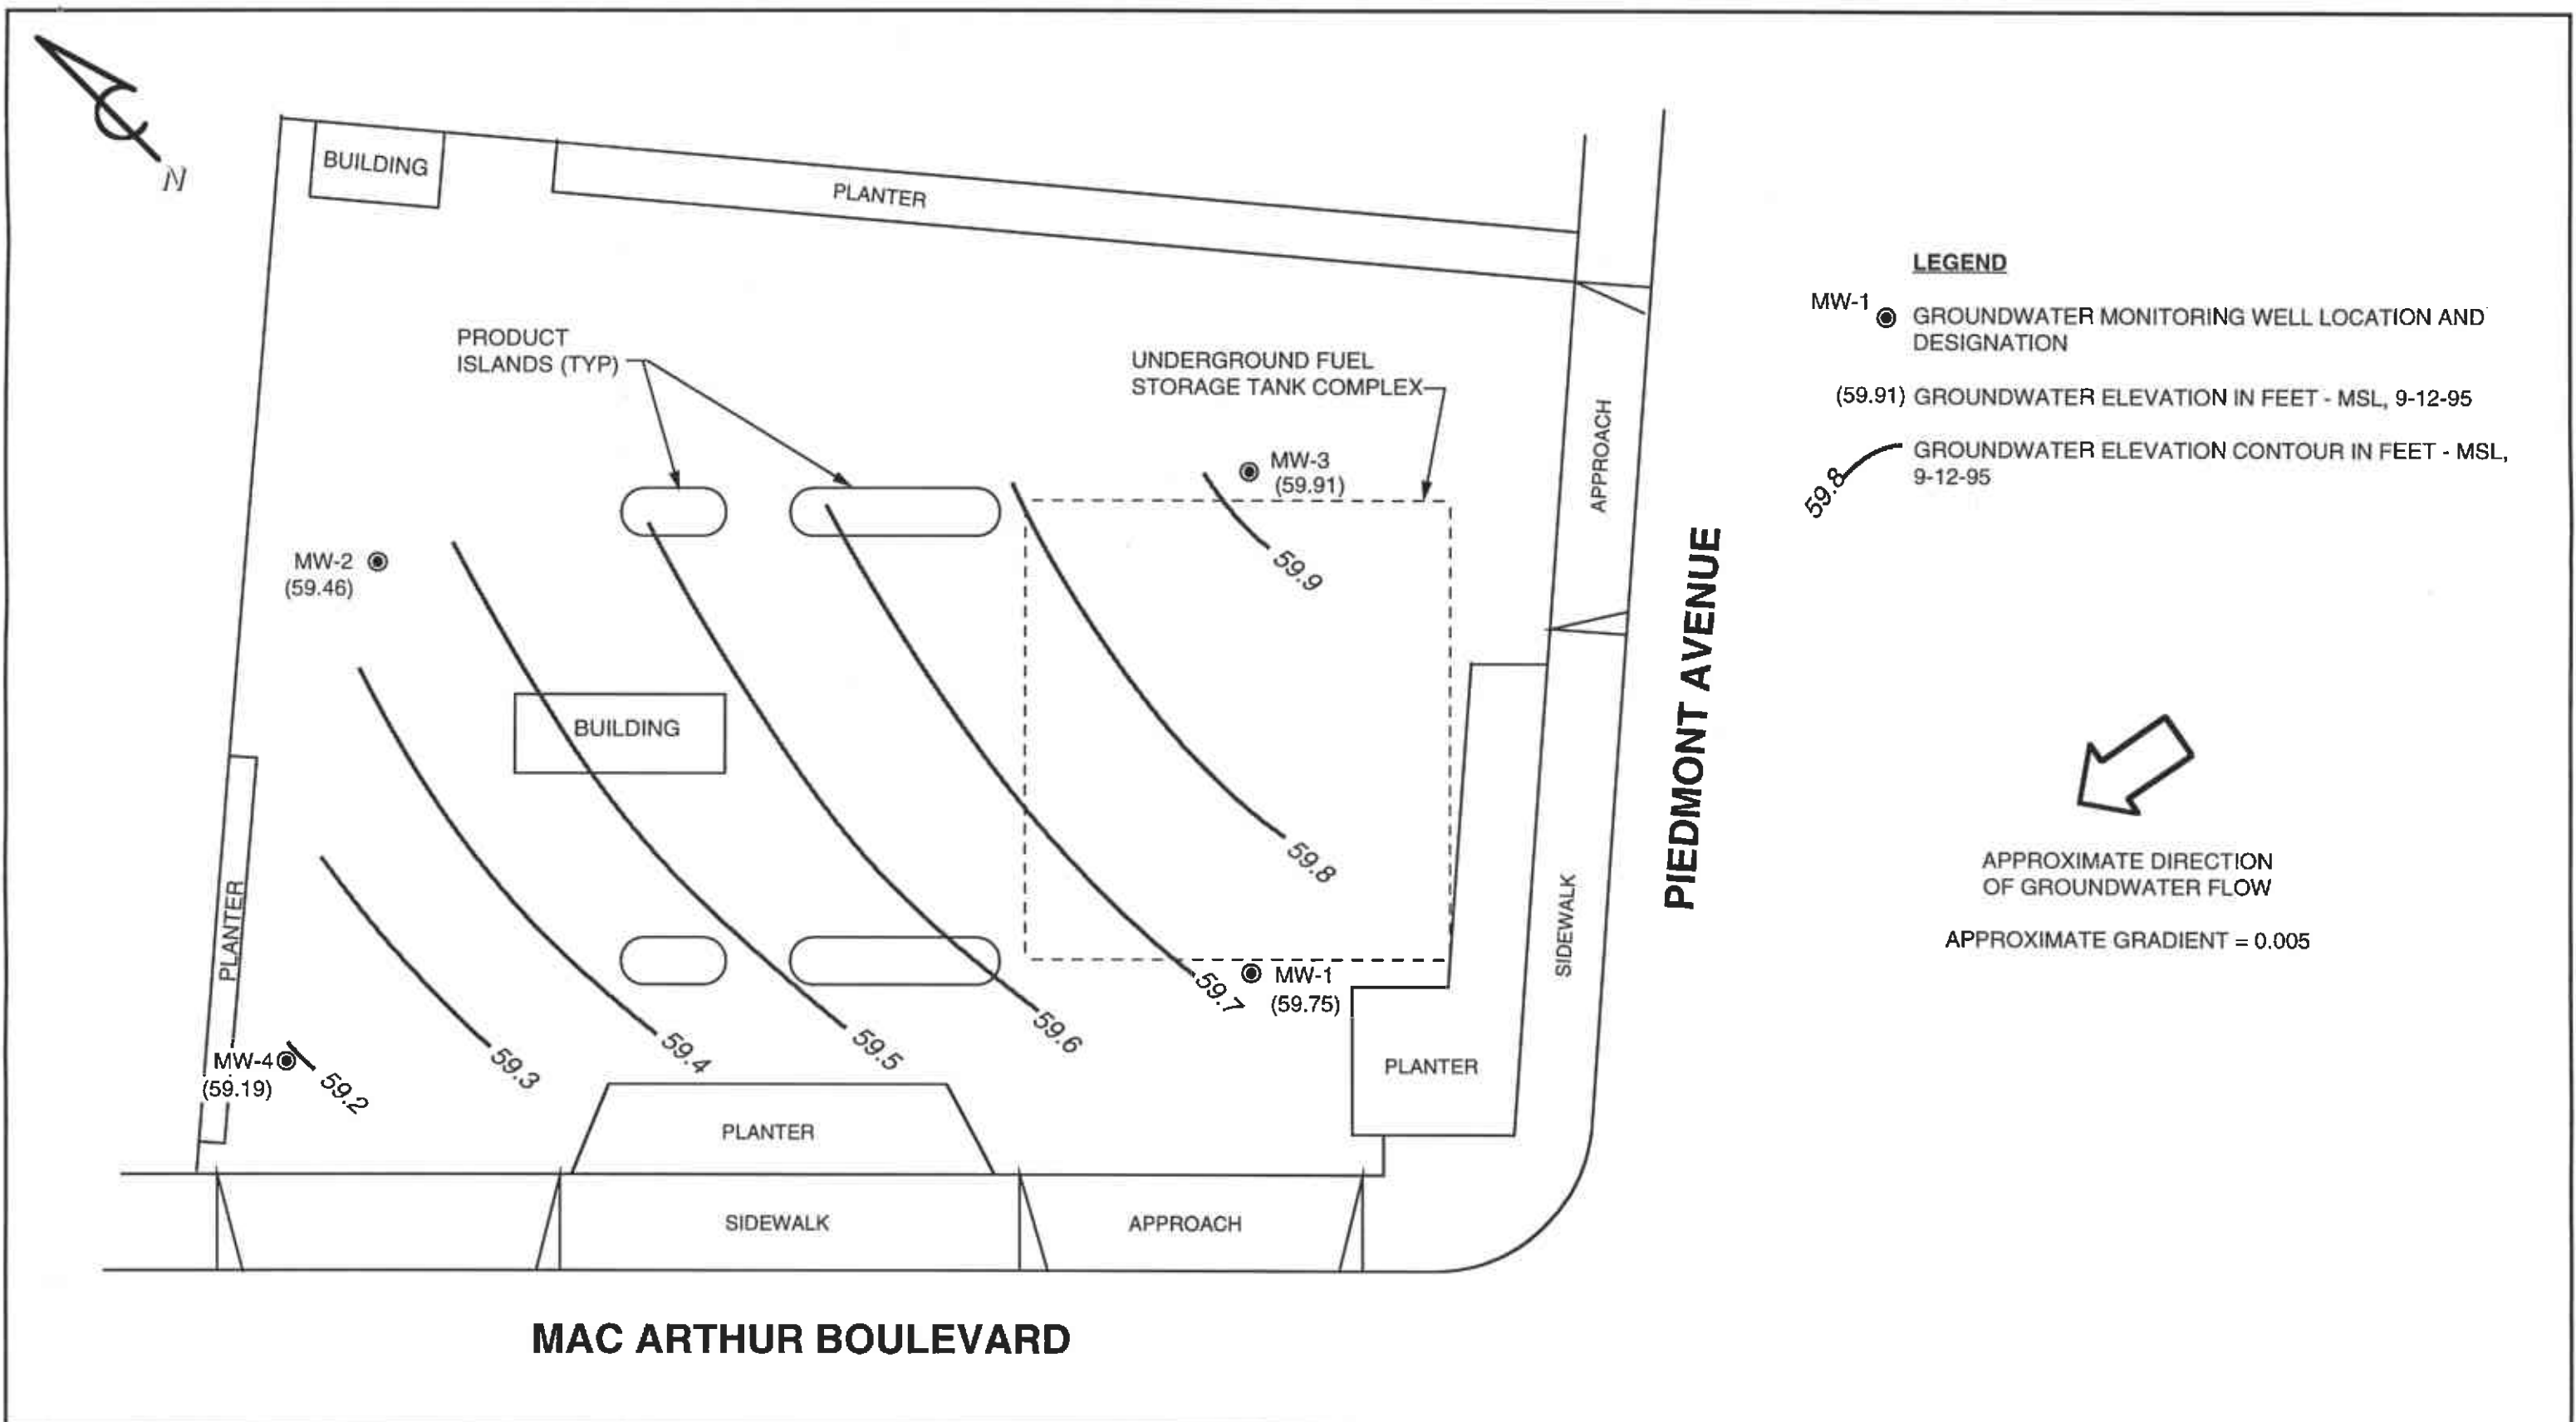 N
BUILDING
PLANTER
PRODUCT
ISLANDS (TYP)
UNDERGROUND FUEL
STORAGE TANK COMPLEX
MW-3
(59.91)
MW-2
(59.46)
59.9
BUILDING
59.8
PLANTER
MW-4
(59.19)
59.2
59.3
59.4
59.5
59.6
59.7
MW-1
(59.75)
PLANTER
PLANTER
SIDEWALK
APPROACH
APPROACH
SIDEWALK
PIEDMONT AVENUE
MAC ARTHUR BOULEVARD
LEGEND
MW-1
GROUNDWATER MONITORING WELL LOCATION AND
DESIGNATION
(59.91) GROUNDWATER ELEVATION IN FEET - MSL, 9-12-95
59.8
GROUNDWATER ELEVATION CONTOUR IN FEET - MSL,
9-12-95
APPROXIMATE DIRECTION
OF GROUNDWATER FLOW
APPROXIMATE GRADIENT = 0.005